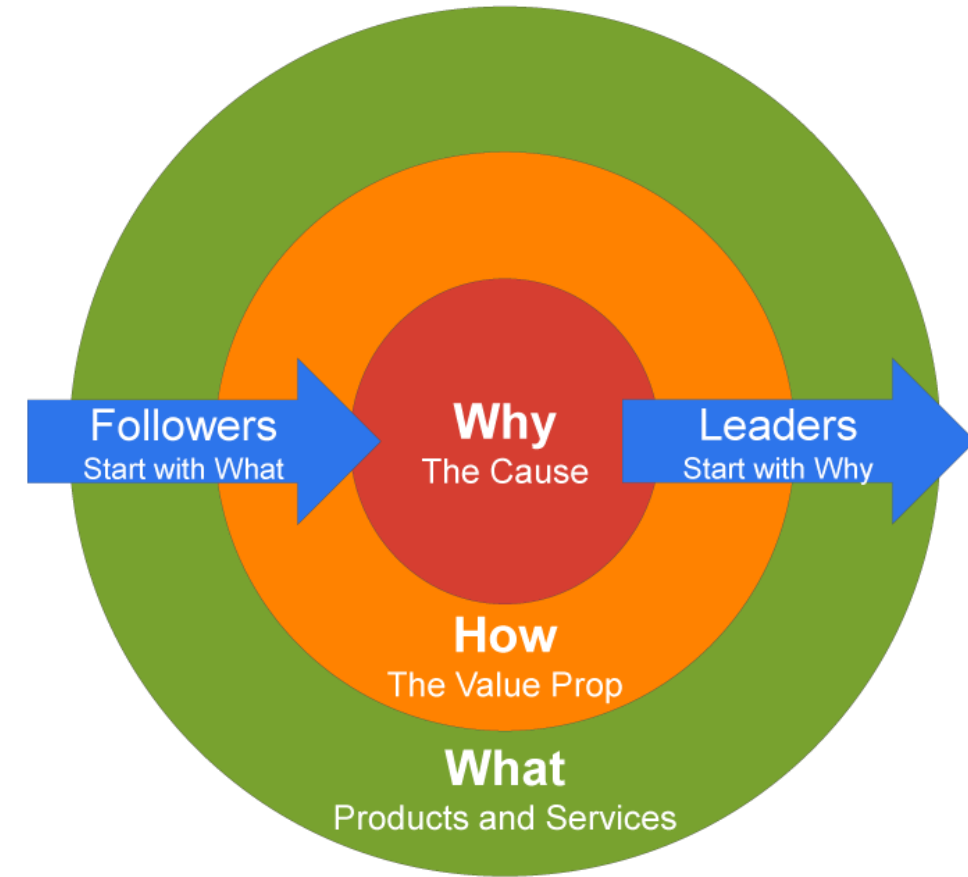 Followers
Start with What
Why
The Cause
Leaders
Start with Why
How
The Value Prop
What
Products and Services